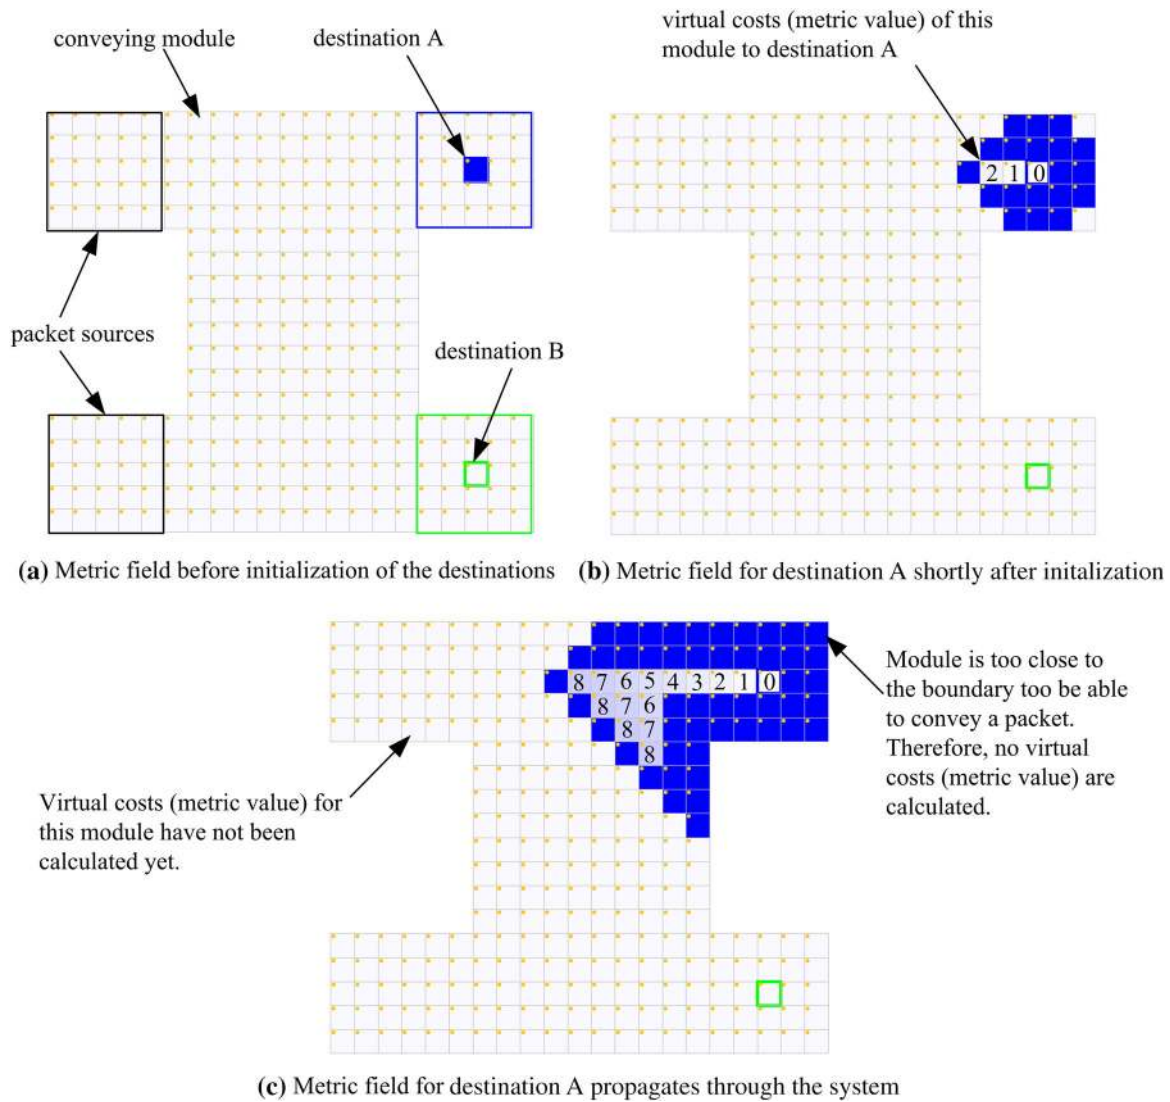 conveying module
destination A
packet sources
destination B
(a) Metric field before initialization of the destinations
virtual costs (metric value) of this
module to destination A
2 1 0
(b) Metric field for destination A shortly after initalization
8 7 6 5 4 3 2 1 0
8 7 6
8 7
8
Module is too close to
the boundary too be able
to convey a packet.
Therefore, no virtual
costs (metric value) are
calculated.
Virtual costs (metric value) for
this module have not been
calculated yet.
(c) Metric field for destination A propagates through the system